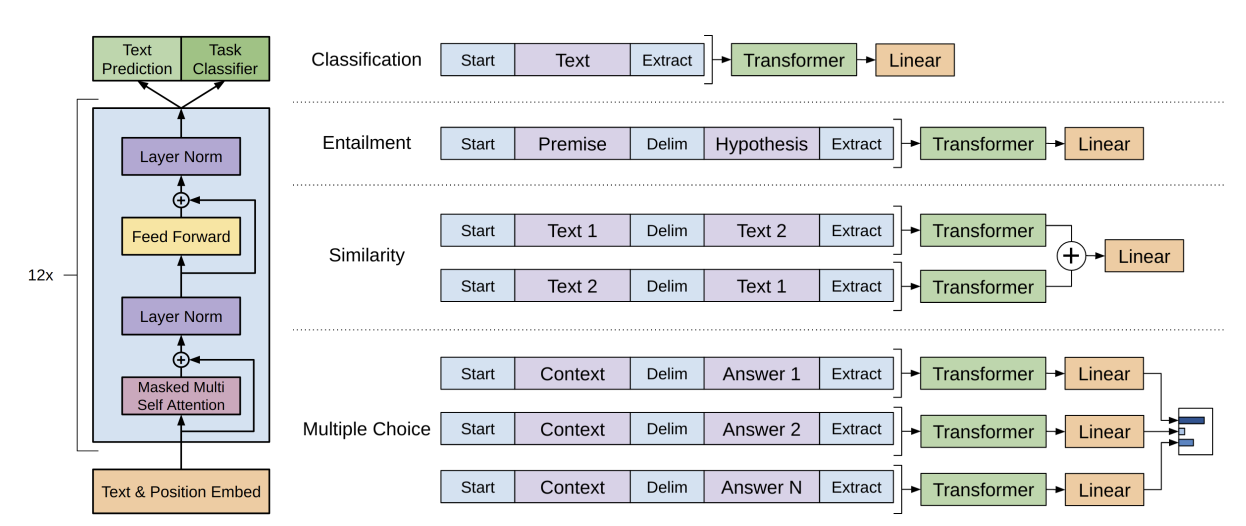 Text
Prediction
Task
Classifier
12x
Layer Norm
+
Feed Forward
Layer Norm
+
Masked Multi
Self Attention
Text & Position Embed
Classification
Start Text Extract Transformer Linear
Entailment
Start Premise Delim Hypothesis Extract Transformer Linear
Similarity
Start Text 1 Delim Text 2 Extract Transformer
+ Linear
Start Text 2 Delim Text 1 Extract Transformer
Multiple Choice
Start Context Delim Answer 1 Extract Transformer Linear
Start Context Delim Answer 2 Extract Transformer Linear
Start Context Delim Answer N Extract Transformer Linear